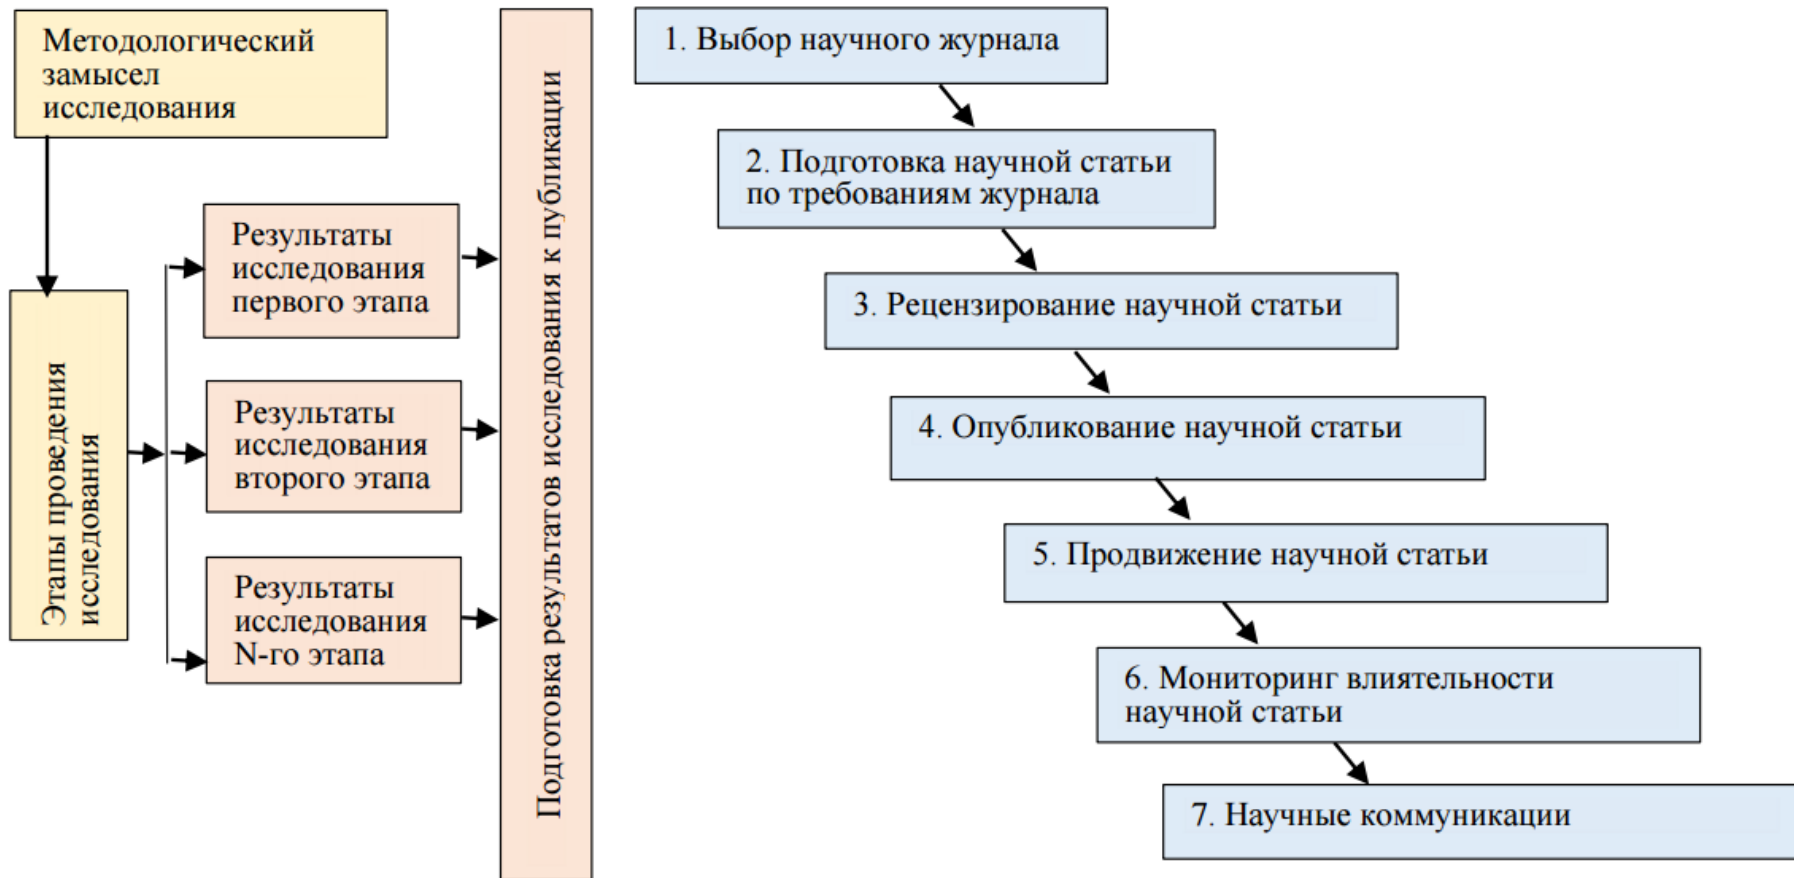 Методологический
замысел
исследования
Этапы проведения
исследования
Результаты
исследования
первого этапа
Результаты
исследования
второго этапа
Результаты
исследования
N-го этапа
Подготовка результатов исследования к публикации
1. Выбор научного журнала
2. Подготовка научной статьи
по требованиям журнала
3. Рецензирование научной статьи
4. Опубликование научной статьи
5. Продвижение научной статьи
6. Мониторинг влиятельности
научной статьи
7. Научные коммуникации